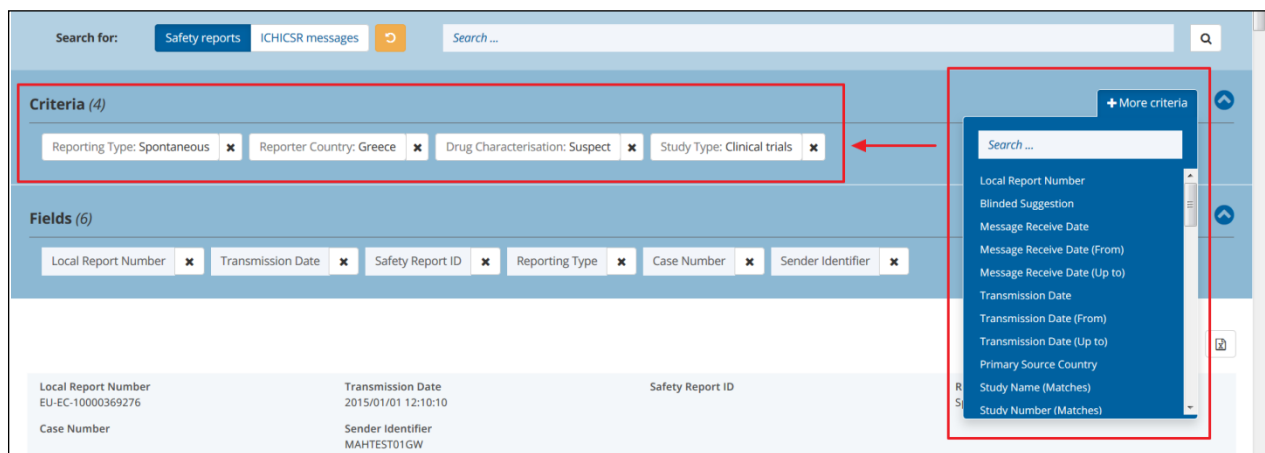 Search for: Safety reports ICHICSR messages Search ...
Criteria (4) More criteria
Reporting Type: Spontaneous Reporter Country: Greece Drug Characterisation: Suspect Study Type: Clinical trials
Search ...
Local Report Number
Blinded Suggestion
Message Receive Date
Message Receive Date (From)
Message Receive Date (Up to)
Transmission Date
Transmission Date (From)
Transmission Date (Up to)
Primary Source Country
Study Name (Matches)
Study Number (Matches)
Fields (6)
Local Report Number Transmission Date Safety Report ID Reporting Type Case Number Sender Identifier
Local Report Number Transmission Date Safety Report ID
EU-EC-10000369276 2015/01/01 12:10:10
Case Number Sender Identifier
MAHTEST01GW